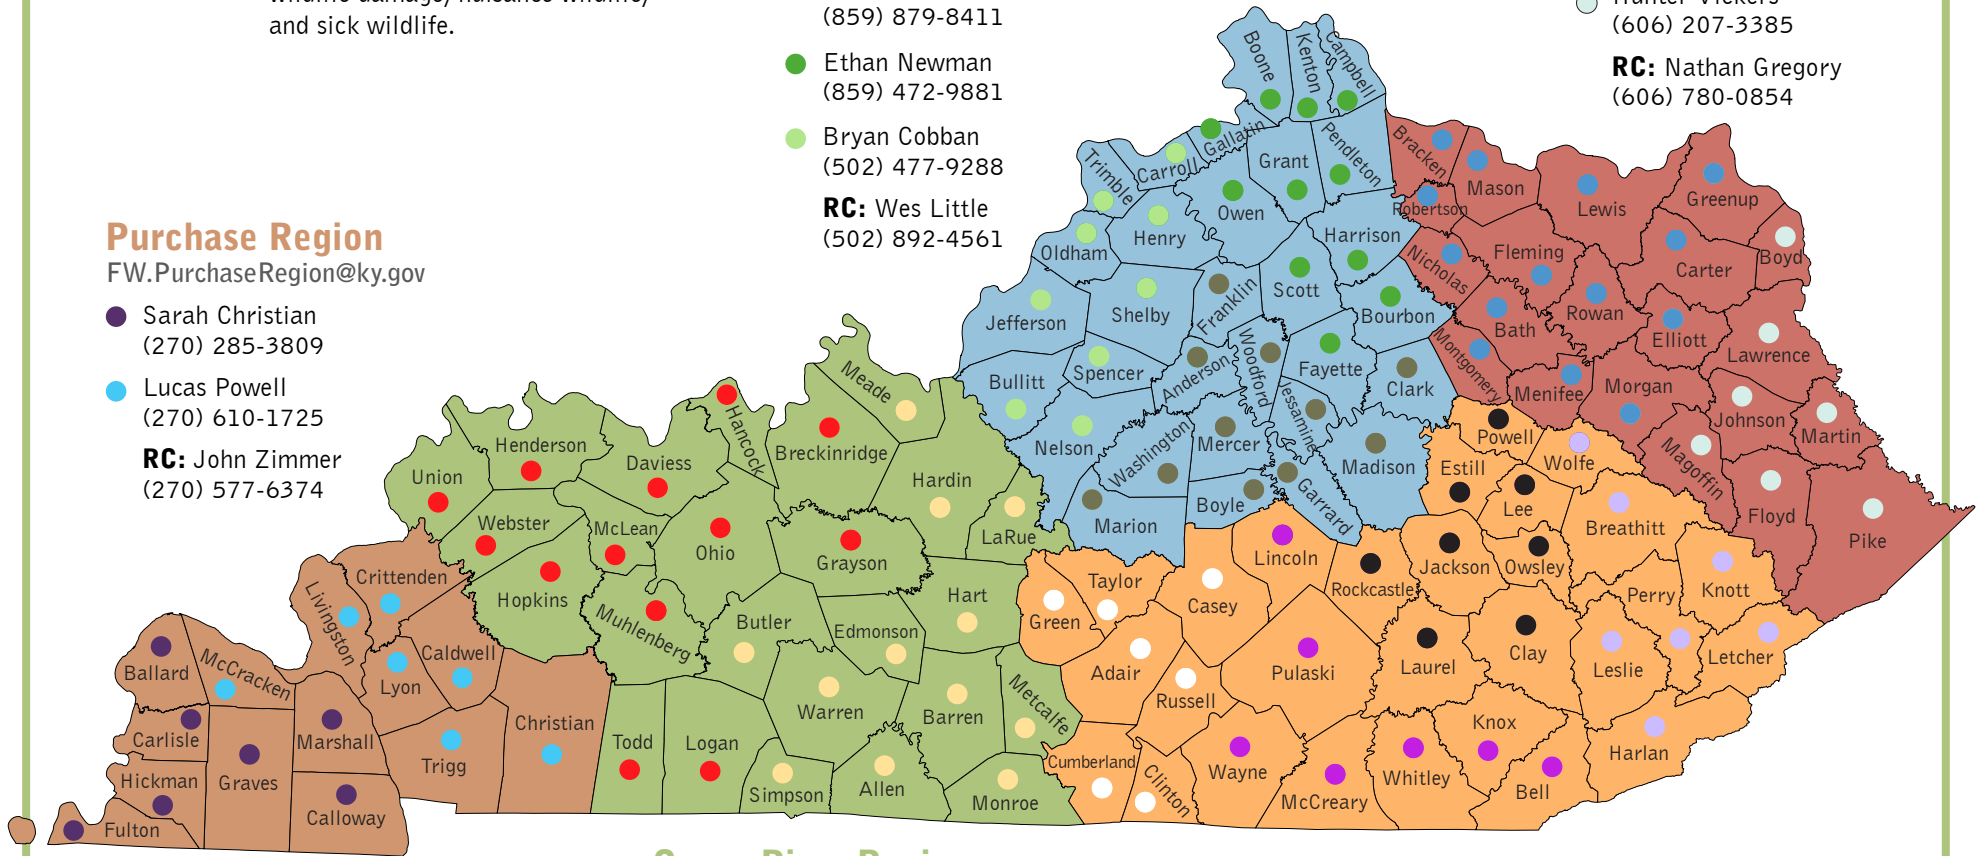 and sick wildlife.
(859) 879-8411
Ethan Newman
(859) 472-9881
Bryan Cobban
(502) 477-9288
RC: Wes Little
(502) 892-4561
Hunter Vickers
(606) 207-3385
RC: Nathan Gregory
(606) 780-0854
Purchase Region
FW.PurchaseRegion@ky.gov
Sarah Christian
(270) 285-3809
Lucas Powell
(270) 610-1725
RC: John Zimmer
(270) 577-6374
Boone
Kenton
Campbell
Gallatin
Carroll
Trimble
Grant
Pendleton
Owen
Henry
Oldham
Harrison
Scott
Franklin
Shelby
Jefferson
Bourbon
Woodford
Fayette
Anderson
Spencer
Bullitt
Clark
Jessamine
Mercer
Washington
Nelson
Madison
Garrard
Boyle
Marion
Bracken
Mason
Robertson
Lewis
Greenup
Boyd
Carter
Fleming
Nicholas
Rowan
Bath
Elliott
Lawrence
Montgomery
Menifee
Morgan
Johnson
Martin
Magoffin
Floyd
Pike
Meade
Hancock
Breckinridge
Henderson
Daviess
Union
Webster
McLean
Ohio
Grayson
Hardin
LaRue
Hopkins
Muhlenberg
Butler
Edmonson
Hart
Warren
Barren
Metcalfe
Todd
Logan
Simpson
Allen
Monroe
Powell
Wolfe
Estill
Lee
Breathitt
Lincoln
Rockcastle
Jackson
Owsley
Perry
Knott
Taylor
Green
Casey
Adair
Russell
Pulaski
Laurel
Clay
Leslie
Letcher
Cumberland
Clinton
Wayne
McCreary
Whitley
Knox
Bell
Harlan
Crittenden
Livingston
Caldwell
Lyon
Ballard
McCracken
Carlisle
Marshall
Trigg
Christian
Hickman
Graves
Calloway
Fulton